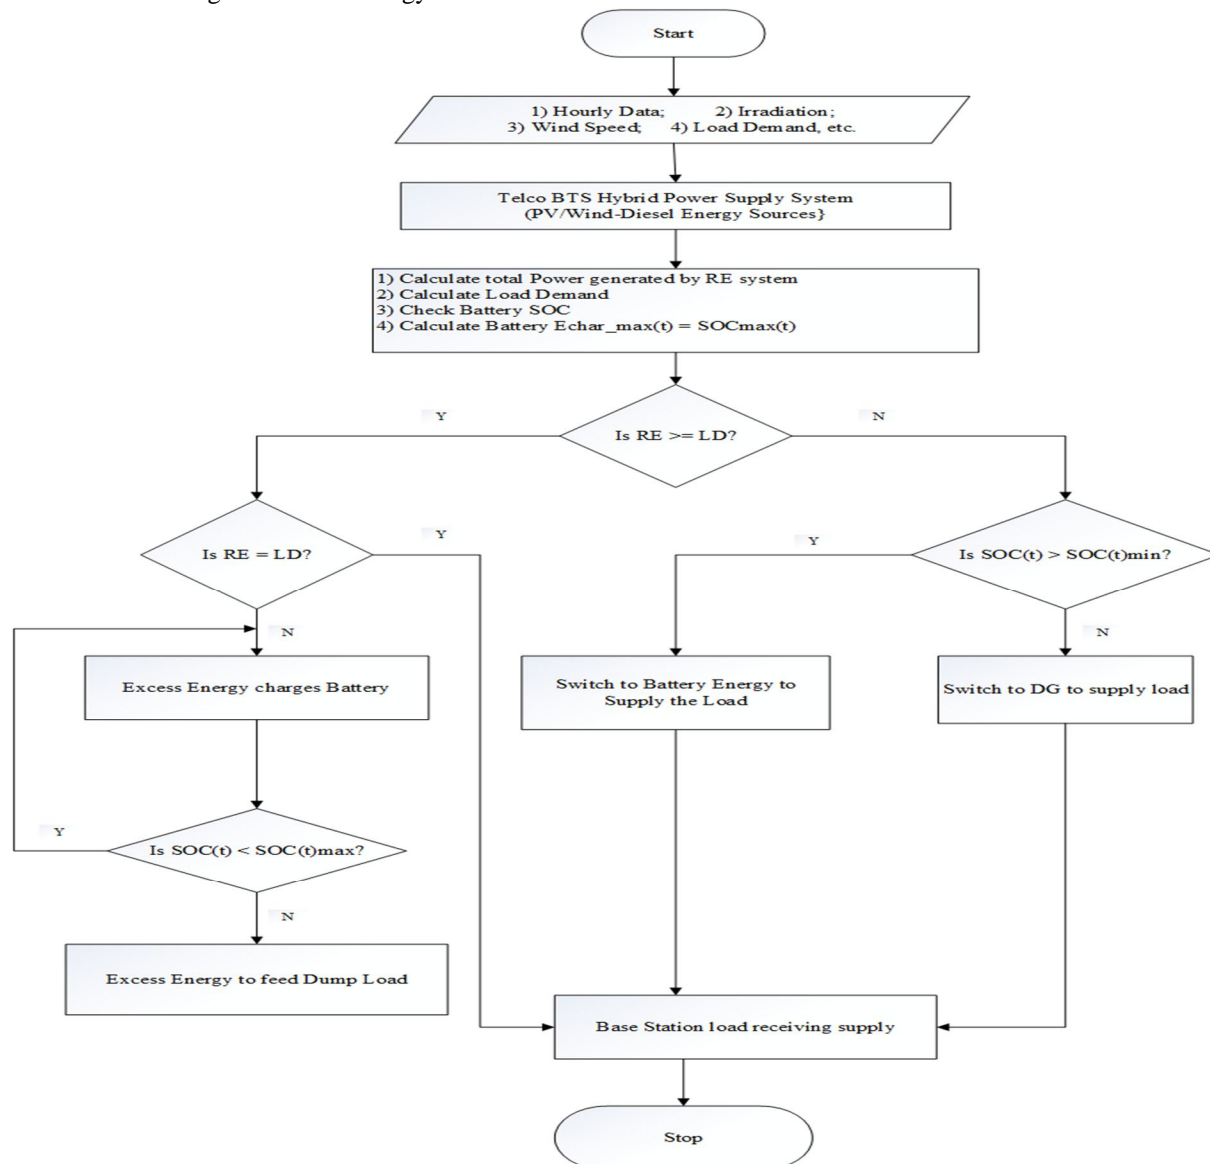 Start
1) Hourly Data; 2) Irradiation;
3) Wind Speed; 4) Load Demand, etc.
Telco BTS Hybrid Power Supply System
(PV/Wind-Diesel Energy Sources}
1) Calculate total Power generated by RE system
2) Calculate Load Demand
3) Check Battery SOC
4) Calculate Battery Echar_max(t) = SOCmax(t)
Y
N
Is RE >= LD?
Y
Is RE = LD?
Y
Is SOC(t) > SOC(t)min?
N
N
Excess Energy charges Battery
Switch to Battery Energy to
Supply the Load
Switch to DG to supply load
Y
Is SOC(t) < SOC(t)max?
N
Excess Energy to feed Dump Load
Base Station load receiving supply
Stop